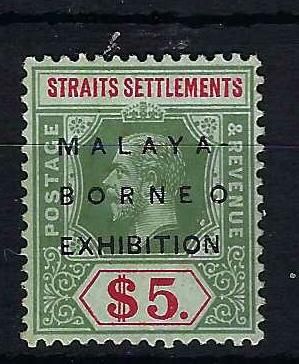 STRAITS SETTLEMENTS
POSTAGE
& REVENUE
MALAYA-
BORNEO
EXHIBITION
$5.